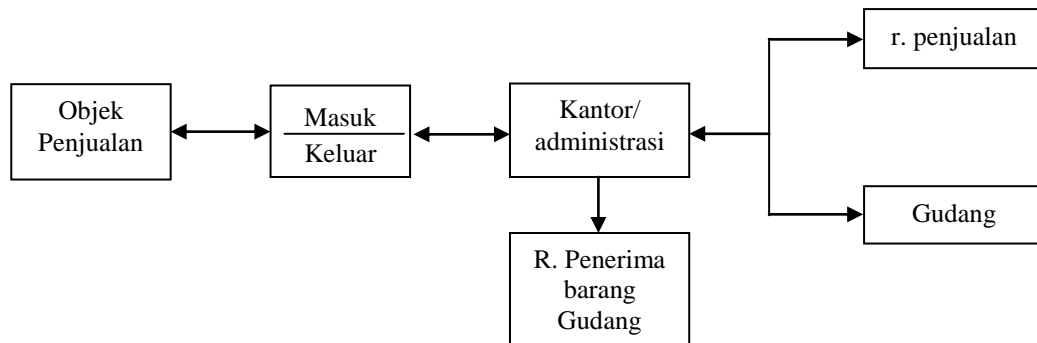 r. penjualan
Objek
Penjualan
Masuk
Keluar
Kantor/
administrasi
Gudang
R. Penerima
barang
Gudang